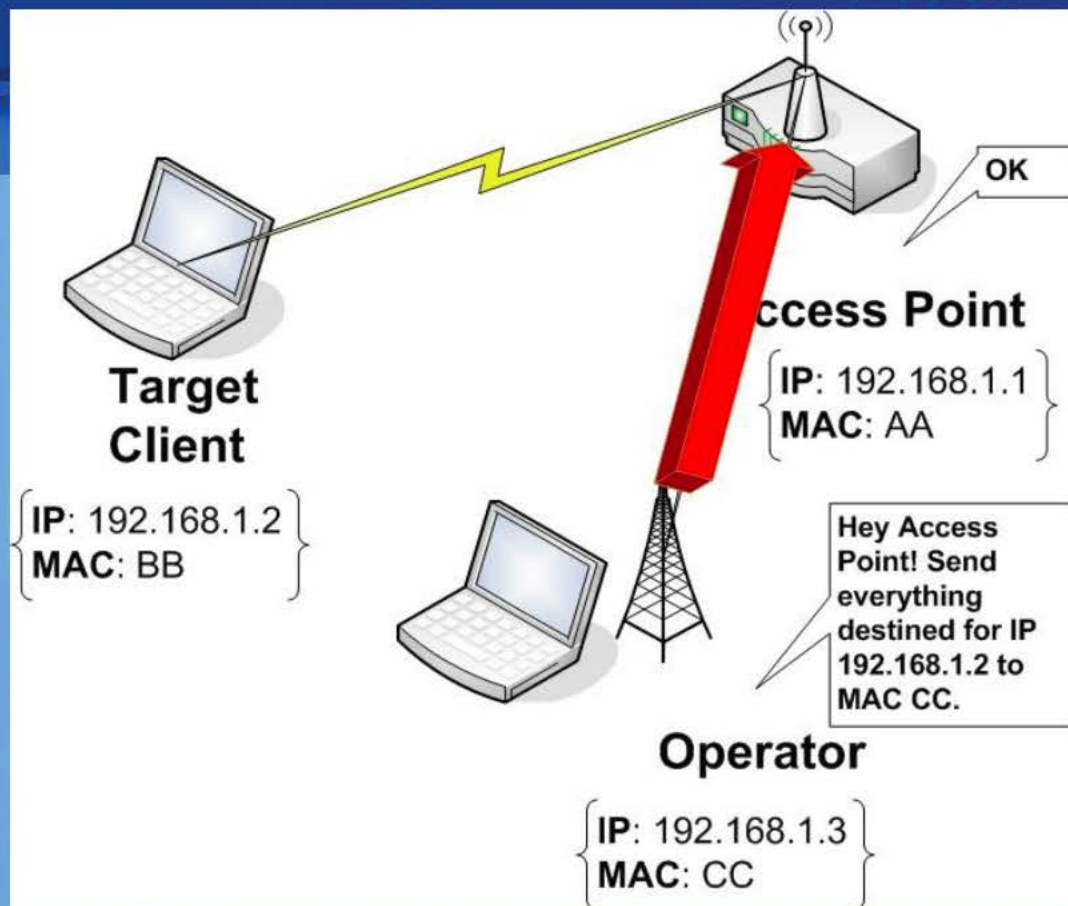 OK
ccess Point
IP: 192.168.1.1
MAC: AA
Target
Client
IP: 192.168.1.2
MAC: BB
Hey Access
Point! Send
everything
destined for IP
192.168.1.2 to
MAC CC.
Operator
IP: 192.168.1.3
MAC: CC